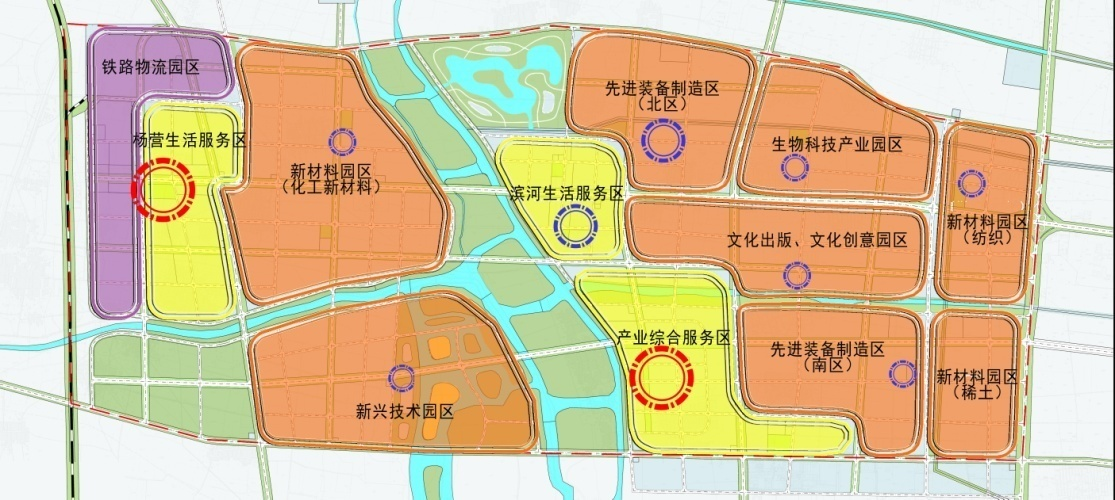 铁路物流园区
杨营生活服务区
新材料园区
（化工新材料）
先进装备制造区
（北区）
生物科技产业园区
滨河生活服务区
新材料园区
（纺织）
文化出版、文化创意园区
产业综合服务区
先进装备制造区
（南区）
新材料园区
（稀土）
新兴技术园区